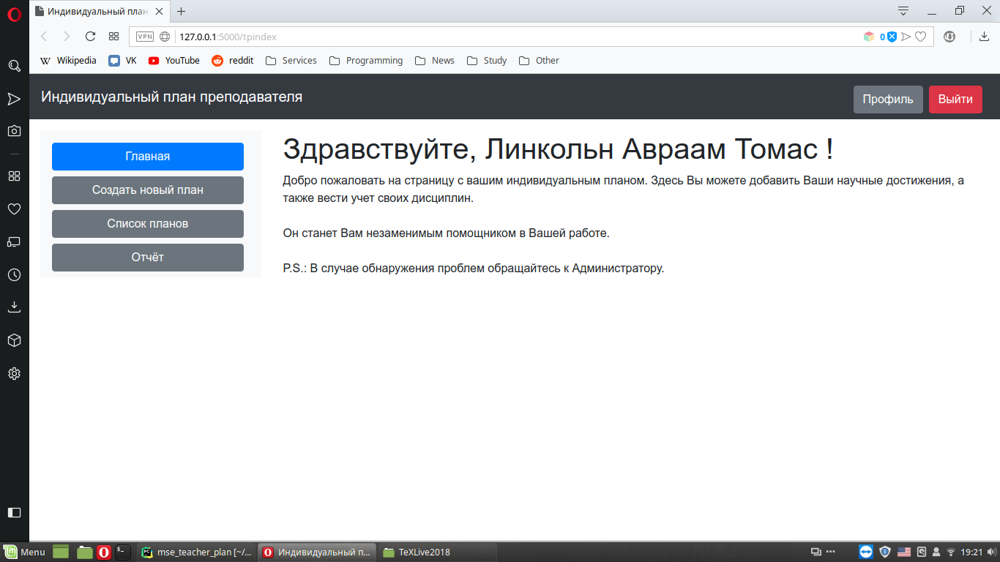 Индивидуальный план
VPN 127.0.0.1:5000/tpindex 0
Wikipedia VK YouTube reddit Services Programming News Study Other
Индивидуальный план преподавателя Профиль Выйти
Главная
Создать новый план
Список планов
Отчёт
Здравствуйте, Линкольн Авраам Томас !
Добро пожаловать на страницу с вашим индивидуальным планом. Здесь Вы можете добавить Ваши научные достижения, а
также вести учет своих дисциплин.
Он станет Вам незаменимым помощником в Вашей работе.
P.S.: В случае обнаружения проблем обращайтесь к Администратору.
Menu mse_teacher_plan [~/... Индивидуальный п... TeXLive2018 19:21